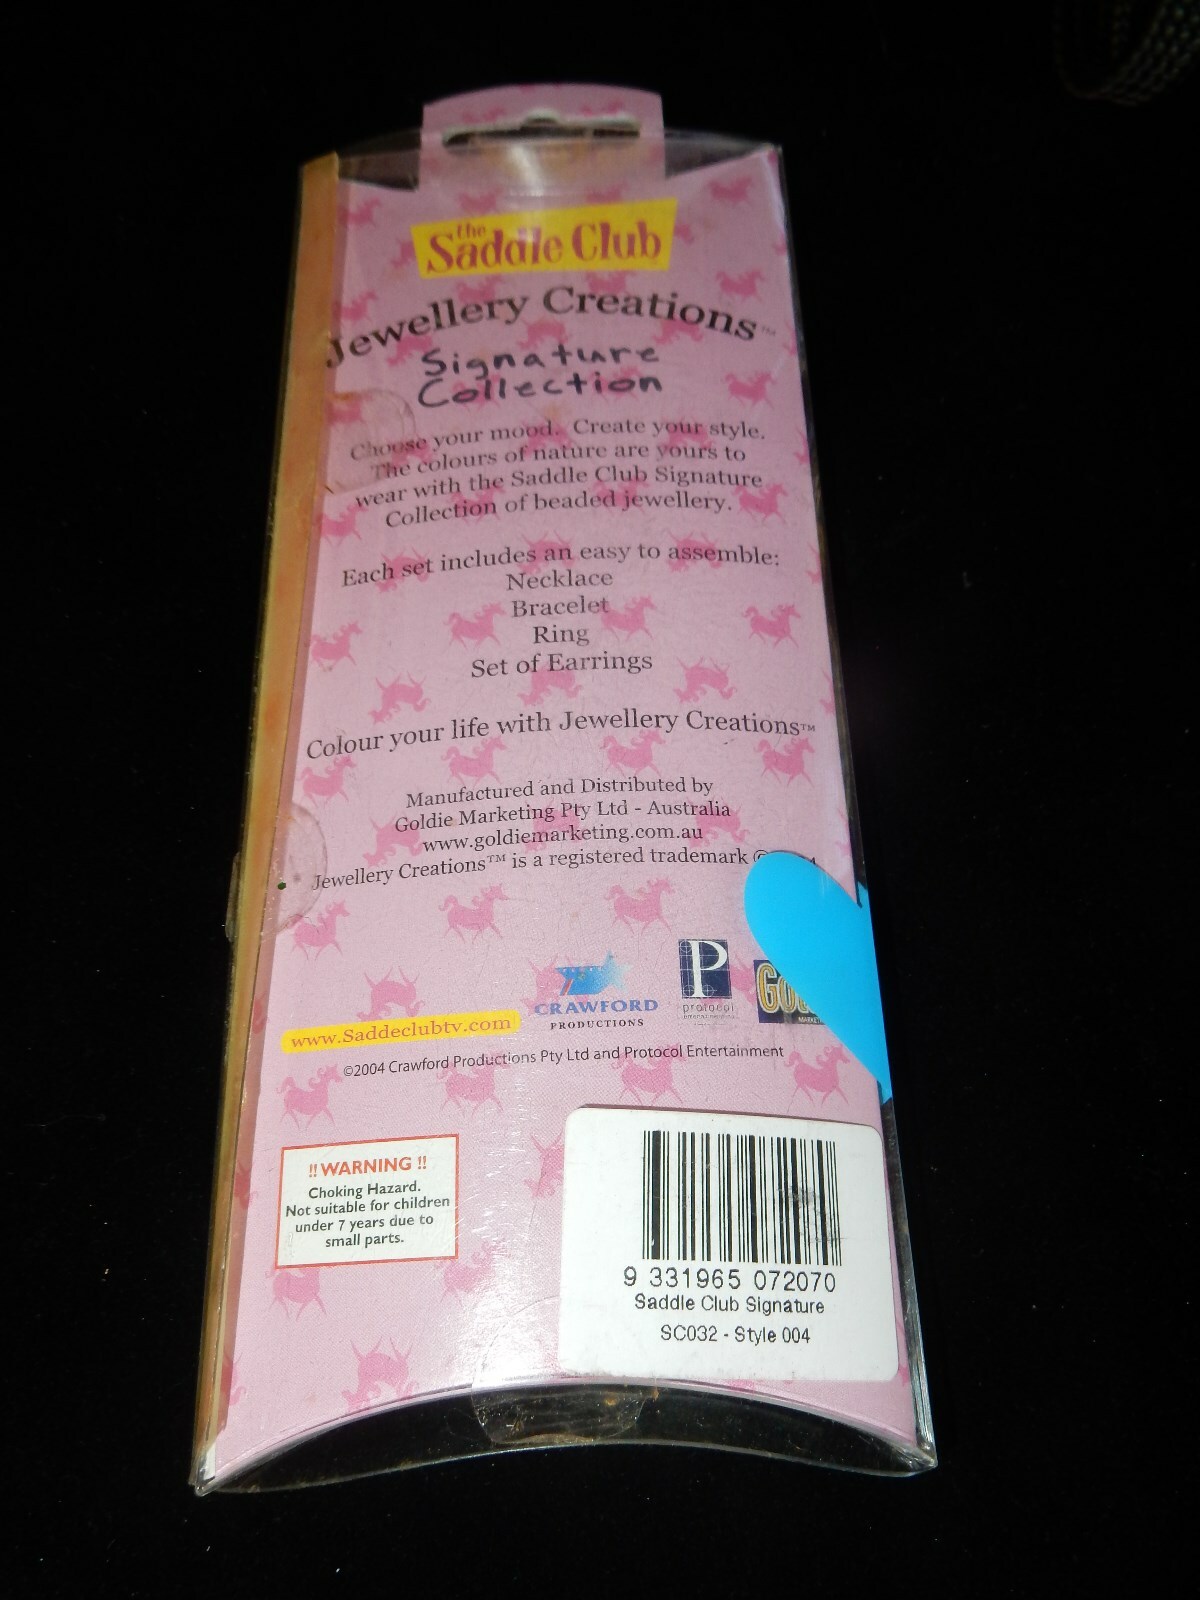 the
Saddle Club
Jewellery Creations™
Signature
Collection
Choose your mood. Create your style.
The colours of nature are yours to
wear with the Saddle Club Signature
Collection of beaded jewellery.
Each set includes an easy to assemble:
Necklace
Bracelet
Ring
Set of Earrings
Colour your life with Jewellery Creations™
Manufactured and Distributed by
Goldie Marketing Pty Ltd - Australia
www.goldiemarketing.com.au
Jewellery Creations™ is a registered trademark
CRAWFORD
PRODUCTIONS
P
protocol
www.Saddeclubtv.com
©2004 Crawford Productions Pty Ltd and Protocol Entertainment
!! WARNING !!
Choking Hazard.
Not suitable for children
under 7 years due to
small parts.
9 331965 072070
Saddle Club Signature
SC032 - Style 004